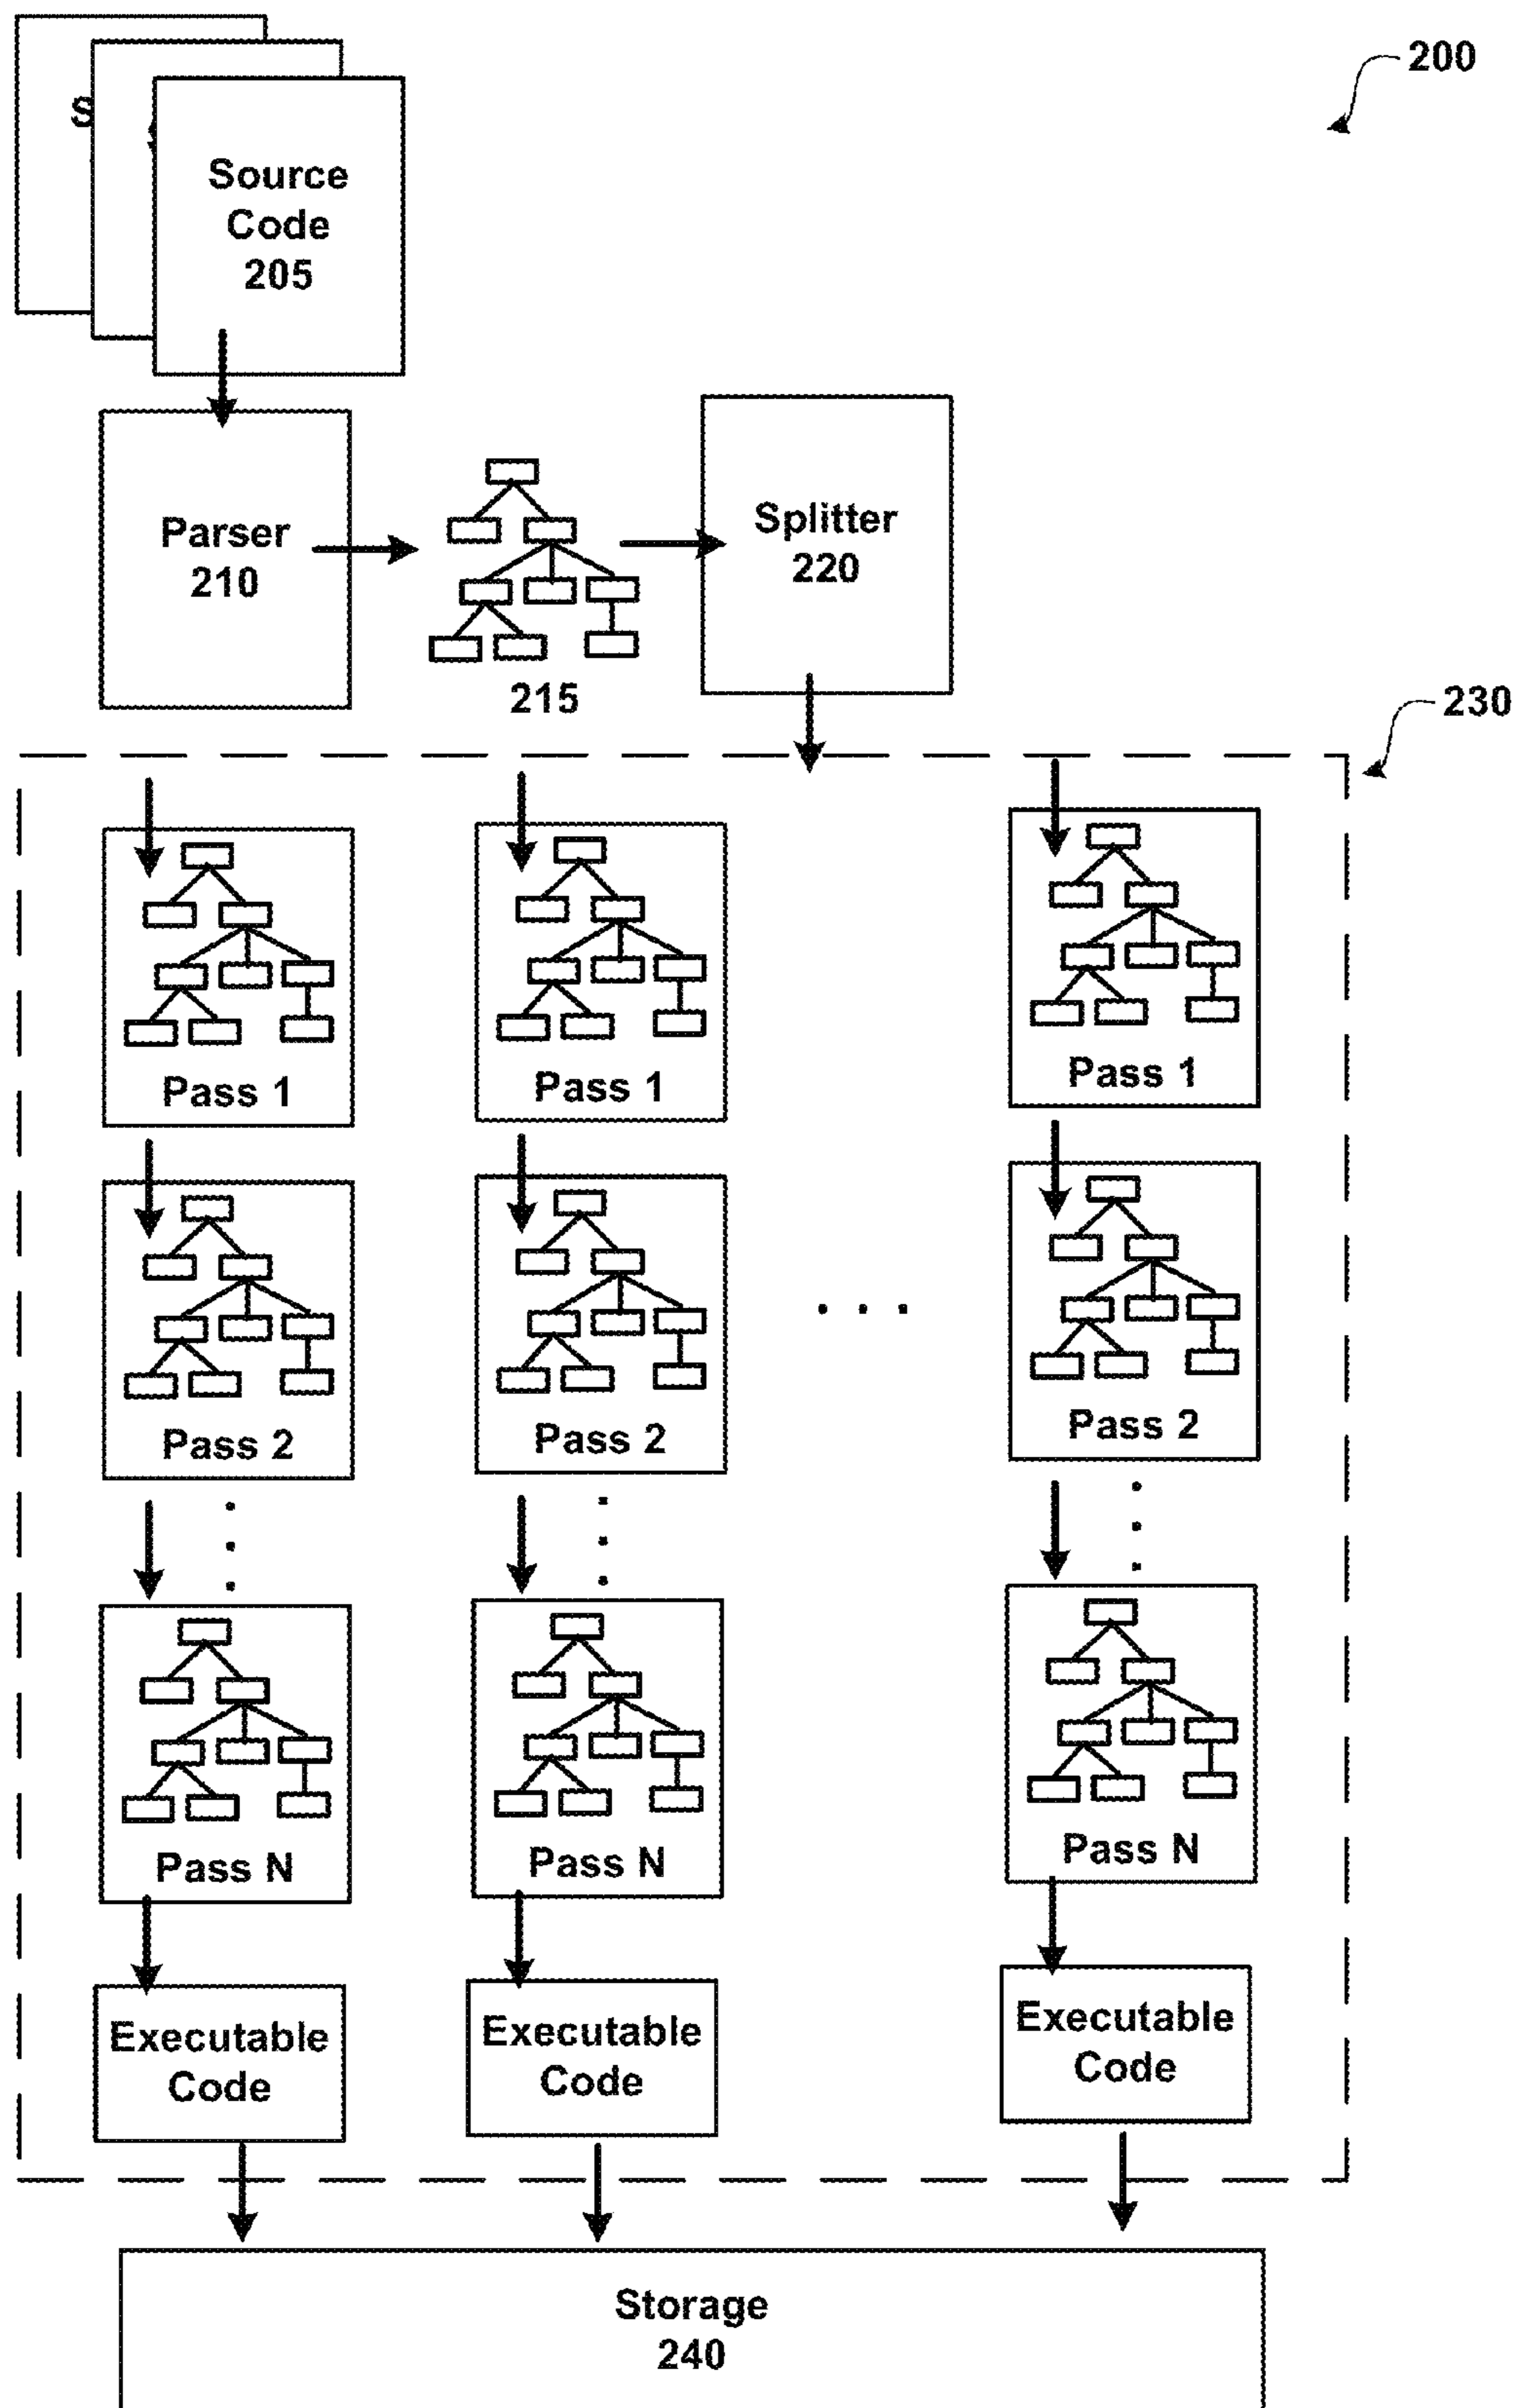 200
S
Source
Code
205
Parser
210
215
Splitter
220
230
Pass 1
Pass 1
Pass 1
Pass 2
Pass 2
. . .
Pass 2
Pass N
Pass N
Pass N
Executable
Code
Executable
Code
Executable
Code
Storage
240